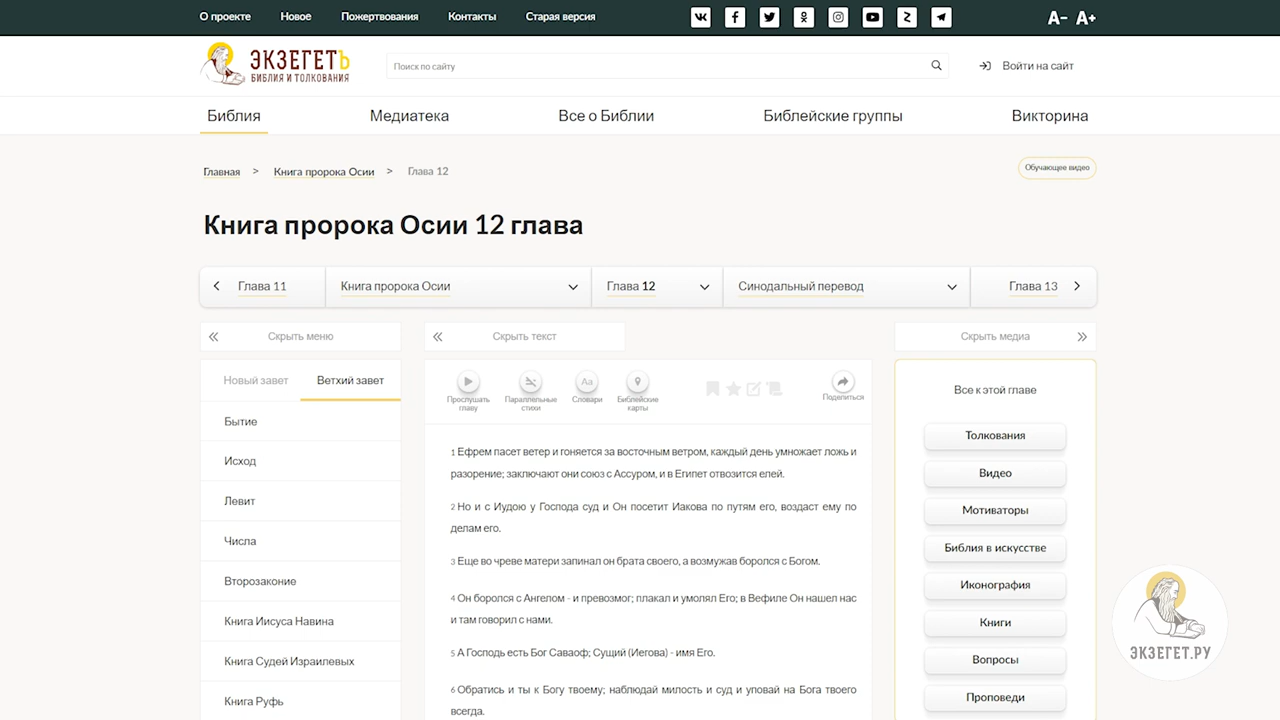 О проекте Новое Пожертвования Контакты Старая версия A- A+
ЭКЗЕГЕТЪ
БИБЛИЯ И ТОЛКОВАНИЯ
Поиск по сайту
Войти на сайт
Библия Медиатека Все о Библии Библейские группы Викторина
Главная > Книга пророка Осии > Глава 12
Обучающее видео
Книга пророка Осии 12 глава
Глава 11 Книга пророка Осии Глава 12 Синодальный перевод Глава 13
Скрыть меню Скрыть текст Скрыть медиа
Новый завет Ветхий завет
Бытие
Исход
Левит
Числа
Второзаконие
Книга Иисуса Навина
Книга Судей Израилевых
Книга Руфь
Прослушать
главу
Параллельные
стихи
Aa
Словари
Библейские
карты
Поделиться
1 Ефрем пасет ветер и гоняется за восточным ветром, каждый день умножает ложь и
разорение; заключают они союз с Ассуром, и в Египет отвозится елей.
2 Но и с Иудою у Господа суд и Он посетит Иакова по путям его, воздаст ему по
делам его.
3 Еще во чреве матери запинал он брата своего, а возмужав боролся с Богом.
4 Он боролся с Ангелом - и превозмог; плакал и умолял Его; в Вефиле Он нашел нас
и там говорил с нами.
5 А Господь есть Бог Саваоф; Сущий (Иегова) - имя Его.
6 Обратись и ты к Богу твоему; наблюдай милость и суд и уповай на Бога твоего
всегда.
Все к этой главе
Толкования
Видео
Мотиваторы
Библия в искусстве
Иконография
Книги
Вопросы
Проповеди
ЭКЗЕГЕТ.РУ